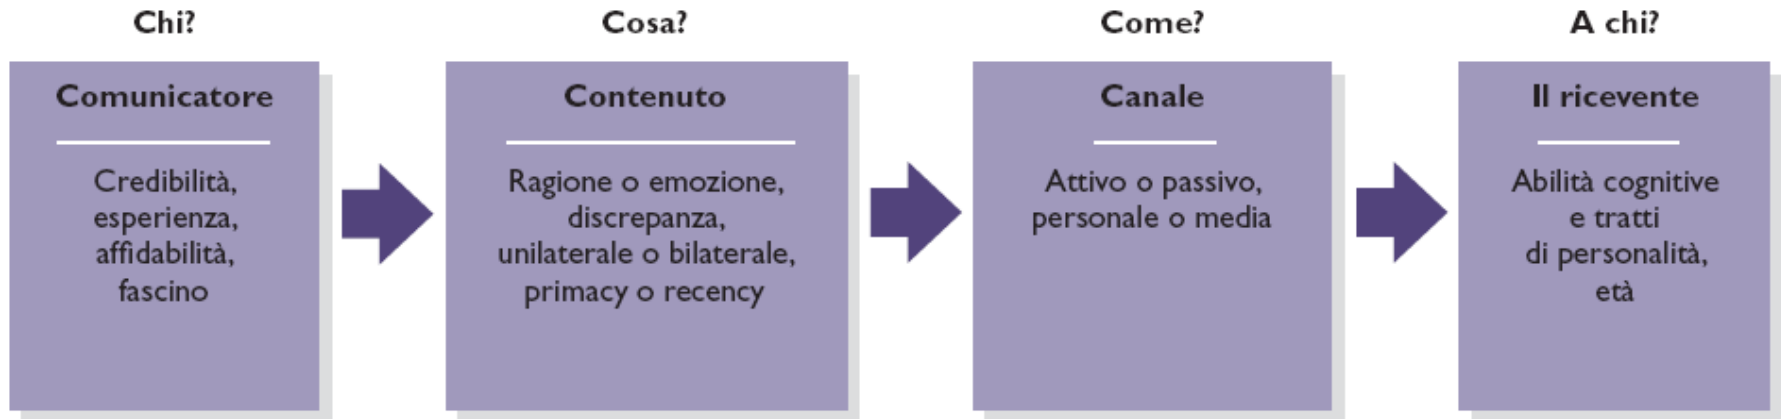 Chi?
Cosa?
Come?
A chi?
Comunicatore
Credibilità,
esperienza,
affidabilità,
fascino
Contenuto
Ragione o emozione,
discrepanza,
unilaterale o bilaterale,
primacy o recency
Canale
Attivo o passivo,
personale o media
Il ricevente
Abilità cognitive
e tratti
di personalità,
età